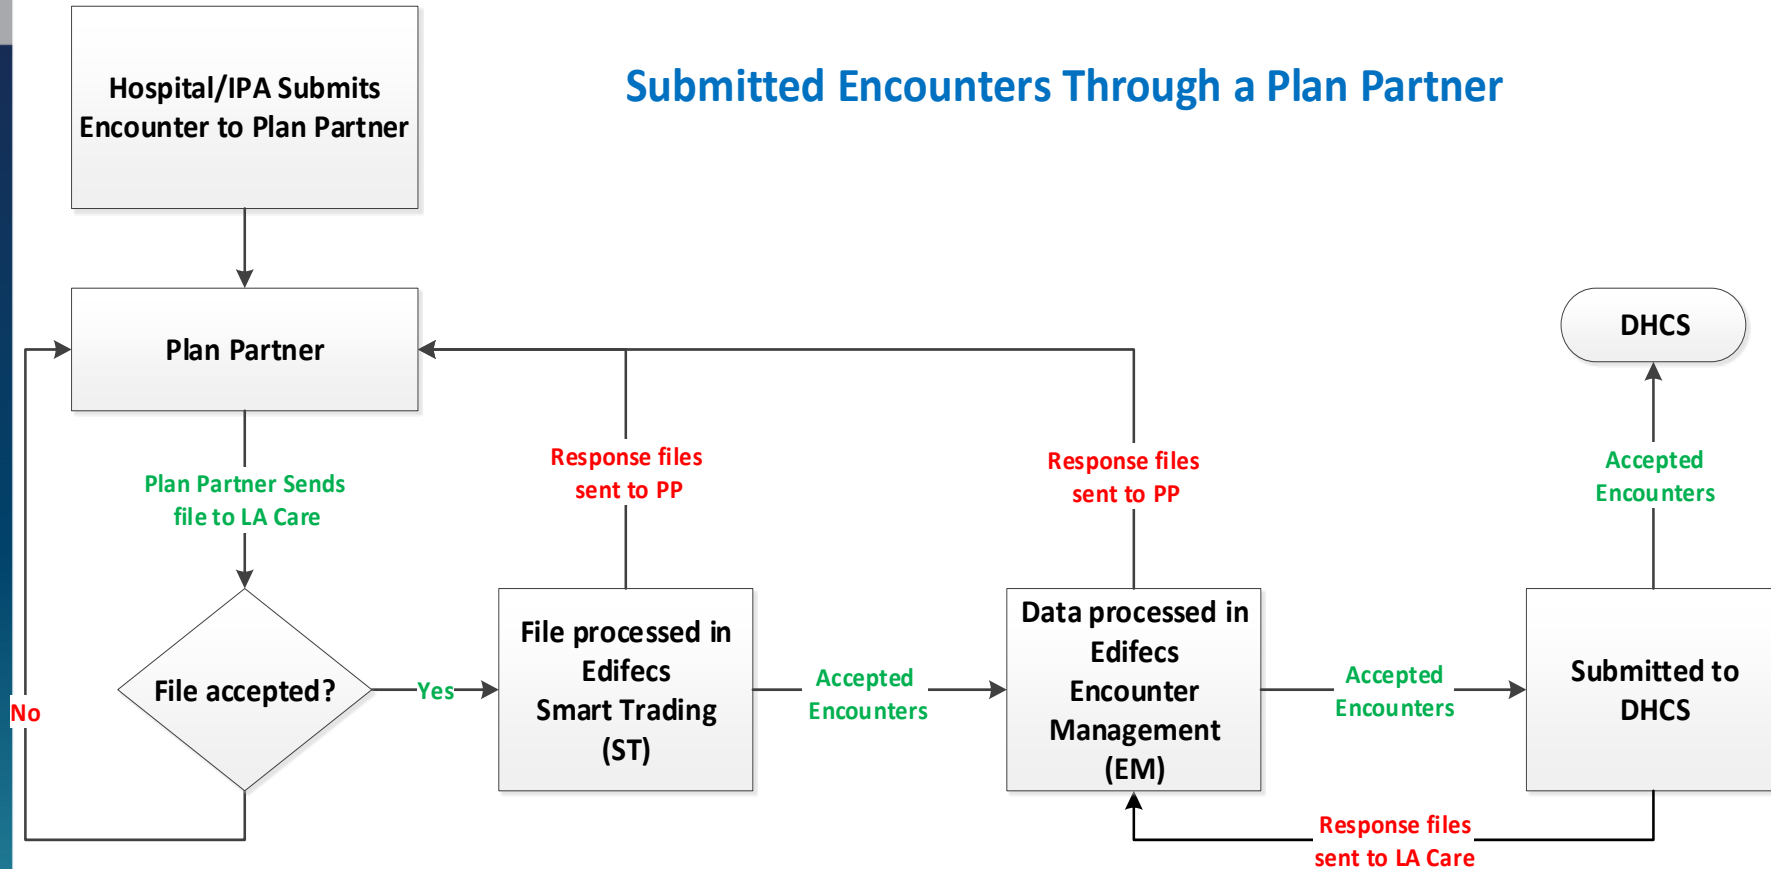 Hospital/IPA Submits
Encounter to Plan Partner
Submitted Encounters Through a Plan Partner
Plan Partner
DHCS
Response files
sent to PP
Response files
sent to PP
Accepted
Encounters
Plan Partner Sends
file to LA Care
File accepted?
Yes
No
File processed in
Edifecs
Smart Trading
(ST)
Accepted
Encounters
Data processed in
Edifecs
Encounter
Management
(EM)
Accepted
Encounters
Submitted to
DHCS
Response files
sent to LA Care